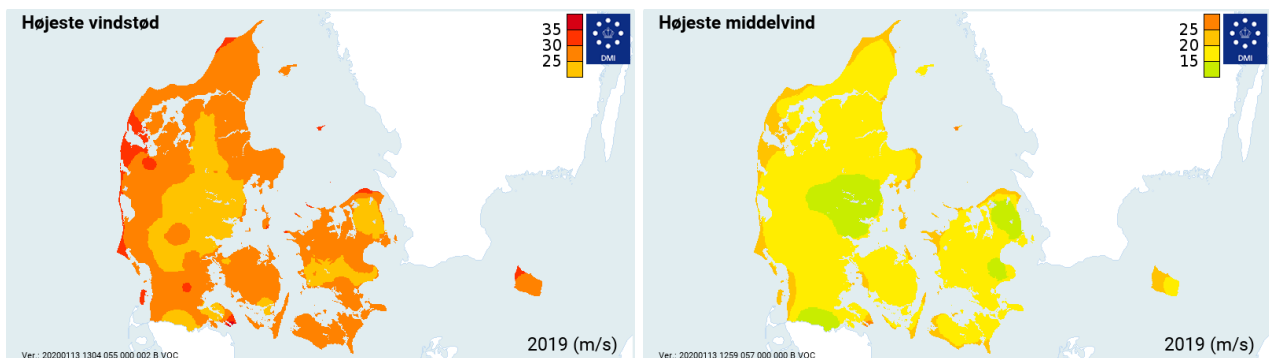 Højeste vindstød
35
30
25
DMI
2019 (m/s)
Ver.: 20200113 1304 055 000 002 B VOC
Højeste middelvind
25
20
15
DMI
2019 (m/s)
Ver.: 20200113 1259 057 000 000 B VOC